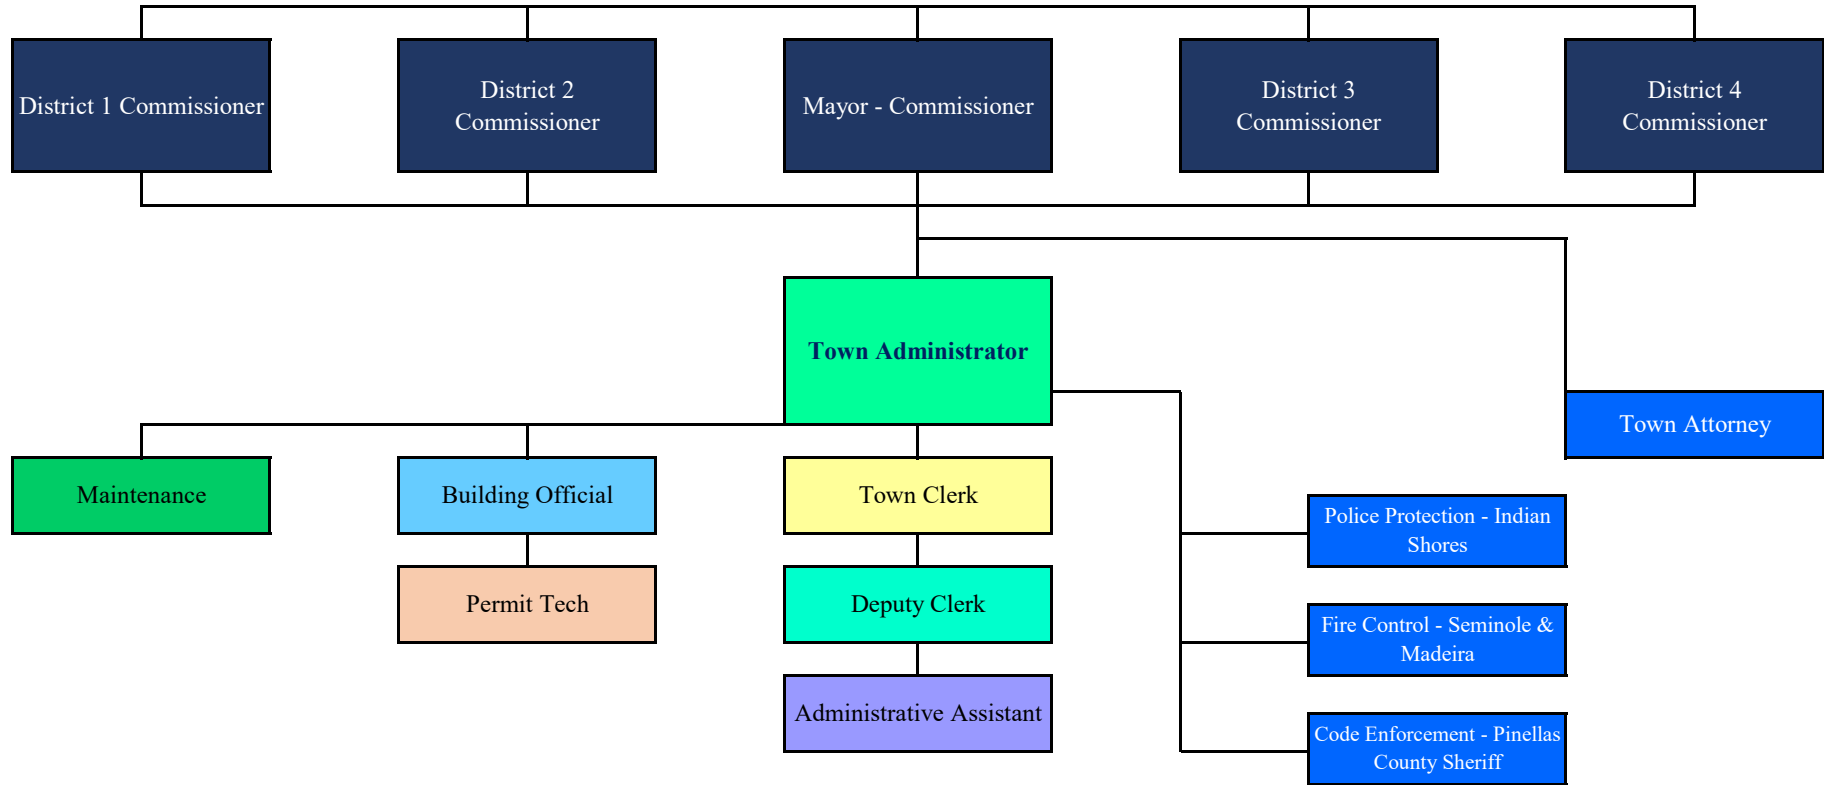 District 1 Commissioner
District 2
Commissioner
Mayor - Commissioner
District 3
Commissioner
District 4
Commissioner
Town Administrator
Town Attorney
Maintenance
Building Official
Town Clerk
Police Protection - Indian
Shores
Permit Tech
Deputy Clerk
Fire Control - Seminole &
Madeira
Administrative Assistant
Code Enforcement - Pinellas
County Sheriff